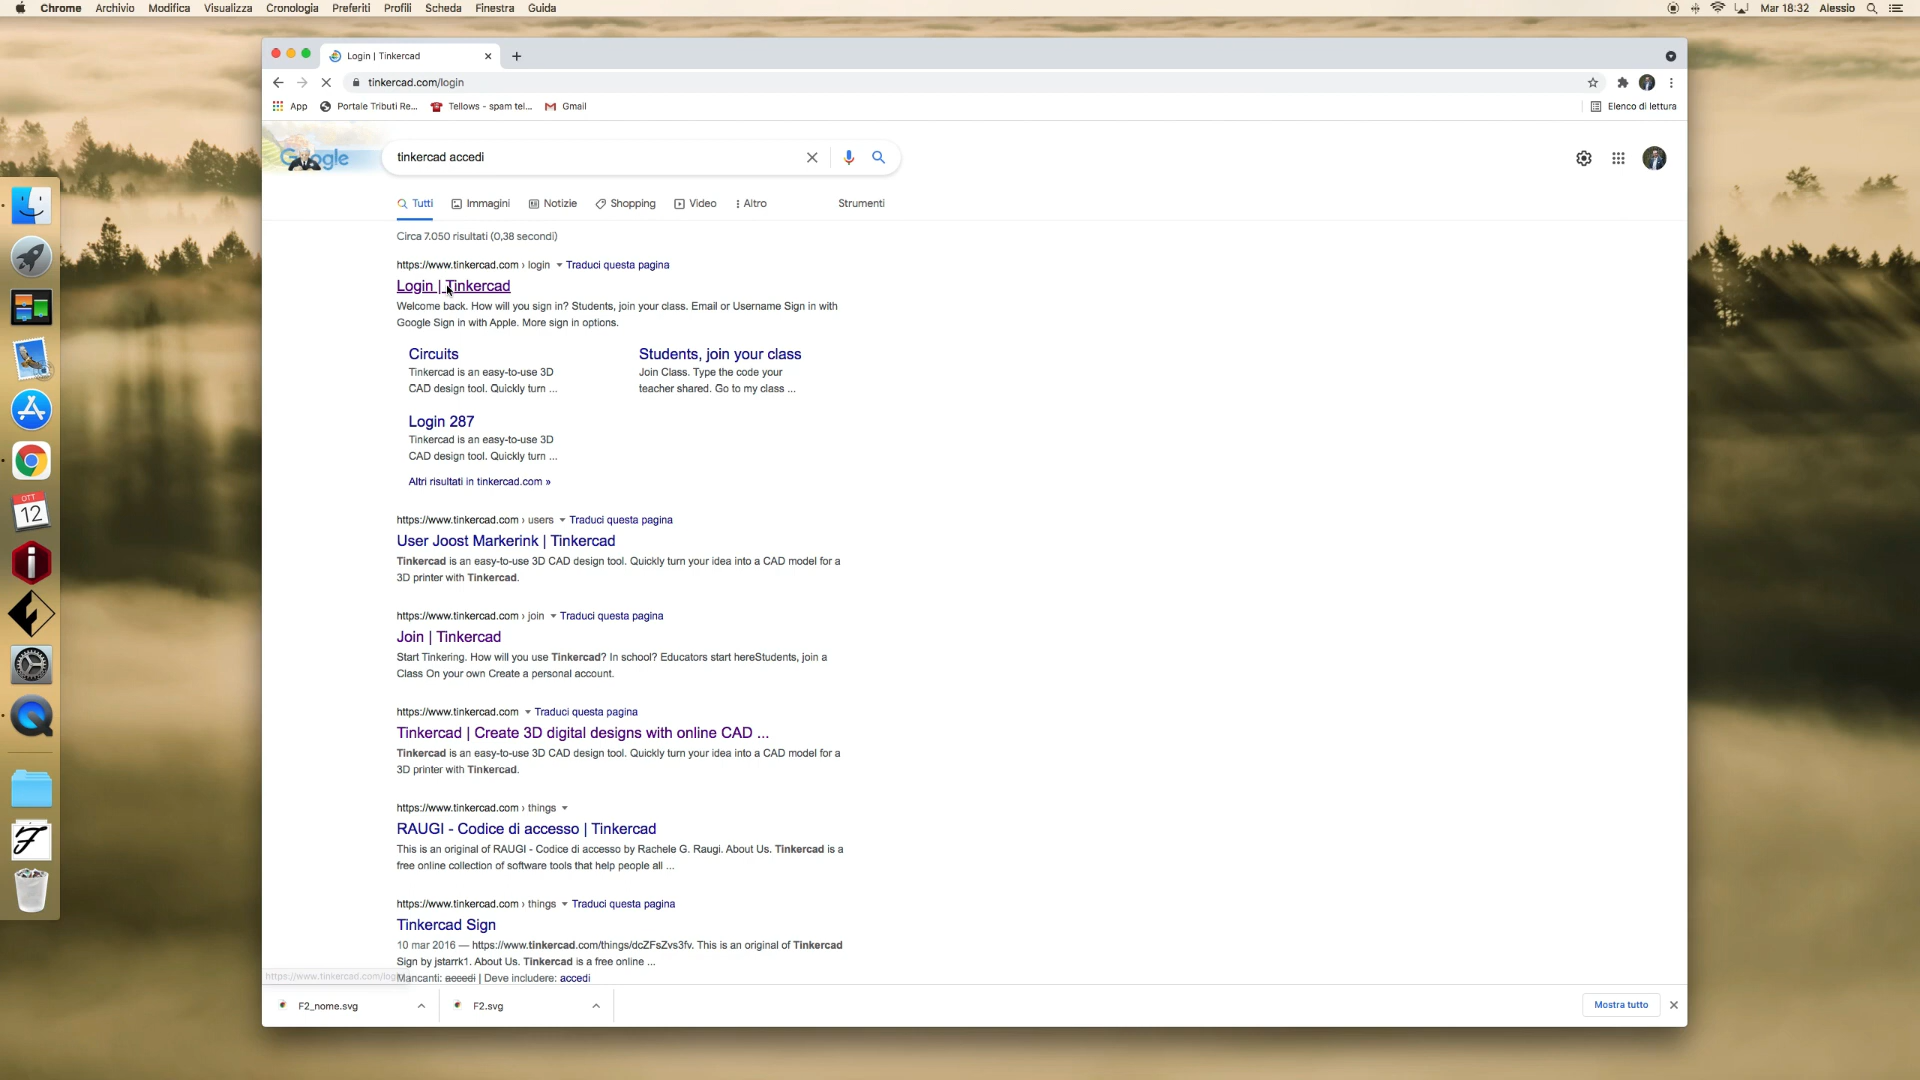 Chrome Archivio Modifica Visualizza Cronologia Preferiti Profili Scheda Finestra Guida Mar 18:32 Alessio
Login | Tinkercad
tinkercad.com/login
App Portale Tributi Re... Tellows - spam tel... Gmail Elenco di lettura
tinkercad accedi
Tutti Immagini Notizie Shopping Video Altro Strumenti
Circa 7.050 risultati (0,38 secondi)
https://www.tinkercad.com › login Traduci questa pagina
Login | Tinkercad
Welcome back. How will you sign in? Students, join your class. Email or Username Sign in with
Google Sign in with Apple. More sign in options.
Circuits
Tinkercad is an easy-to-use 3D
CAD design tool. Quickly turn ...
Students, join your class
Join Class. Type the code your
teacher shared. Go to my class ...
Login 287
Tinkercad is an easy-to-use 3D
CAD design tool. Quickly turn ...
Altri risultati in tinkercad.com »
https://www.tinkercad.com › users Traduci questa pagina
User Joost Markerink | Tinkercad
Tinkercad is an easy-to-use 3D CAD design tool. Quickly turn your idea into a CAD model for a
3D printer with Tinkercad.
https://www.tinkercad.com › join Traduci questa pagina
Join | Tinkercad
Start Tinkering. How will you use Tinkercad? In school? Educators start hereStudents, join a
Class On your own Create a personal account.
https://www.tinkercad.com Traduci questa pagina
Tinkercad | Create 3D digital designs with online CAD ...
Tinkercad is an easy-to-use 3D CAD design tool. Quickly turn your idea into a CAD model for a
3D printer with Tinkercad.
https://www.tinkercad.com › things
RAUGI - Codice di accesso | Tinkercad
This is an original of RAUGI - Codice di accesso by Rachele G. Raugi. About Us. Tinkercad is a
free online collection of software tools that help people all ...
https://www.tinkercad.com › things Traduci questa pagina
Tinkercad Sign
10 mar 2016 — https://www.tinkercad.com/things/dcZFsZvs3fv. This is an original of Tinkercad
Sign by jstarrk1. About Us. Tinkercad is a free online ...
Mancanti: accedi | Deve includere: accedi
F2_nome.svg F2.svg Mostra tutto
OTT
12